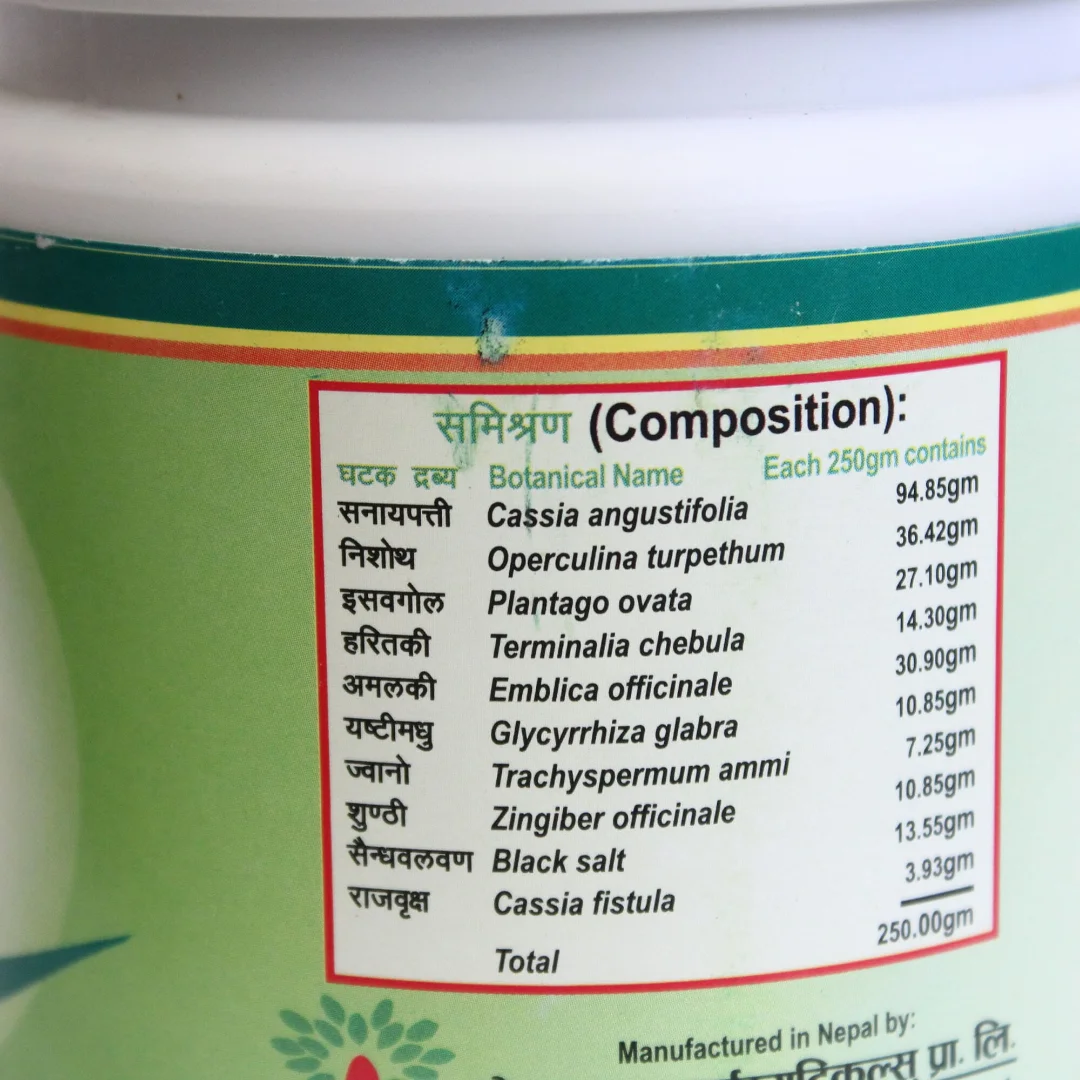 समिश्रण (Composition):
घटक द्रब्य Botanical Name Each 250gm contains
सनायपत्ती Cassia angustifolia 94.85gm
निशोथ Operculina turpethum 36.42gm
इसवगोल Plantago ovata 27.10gm
हरितकी Terminalia chebula 14.30gm
अमलकी Emblica officinale 30.90gm
यष्टीमधु Glycyrrhiza glabra 10.85gm
ज्वानो Trachyspermum ammi 7.25gm
शुण्ठी Zingiber officinale 10.85gm
सैन्धवलवण Black salt 13.55gm
राजवृक्ष Cassia fistula 3.93gm
Total 250.00gm
Manufactured in Nepal by:
प्रा. लि.